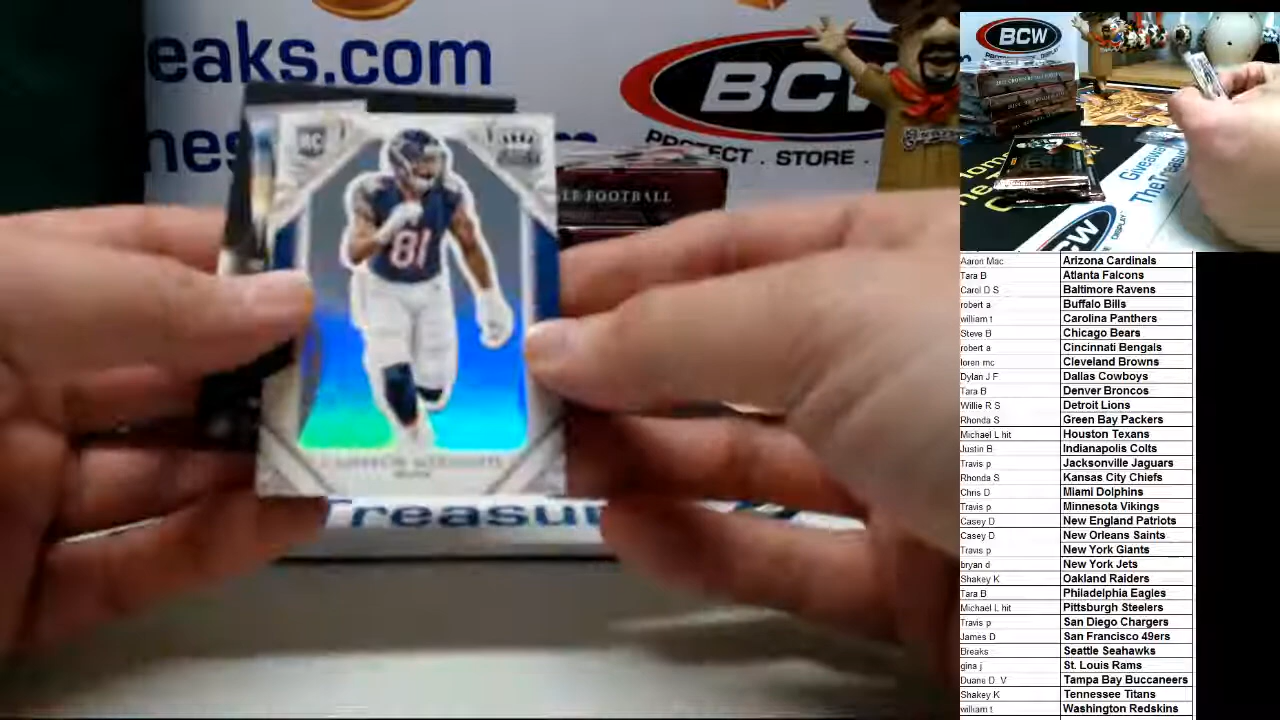 eaks.com
nes
BCW
PROTECT . STORE .
LE FOOTBALL
RC
81
Treasu
BCW
Giveaways
TheTreas
Aaron Mac Arizona Cardinals
Tara B Atlanta Falcons
Carol D S Baltimore Ravens
robert a Buffalo Bills
william t Carolina Panthers
Steve B Chicago Bears
robert a Cincinnati Bengals
loren mc Cleveland Browns
Dylan J F Dallas Cowboys
Tara B Denver Broncos
Willie R S Detroit Lions
Rhonda S Green Bay Packers
Michael L hit Houston Texans
Justin B Indianapolis Colts
Travis p Jacksonville Jaguars
Rhonda S Kansas City Chiefs
Chris D Miami Dolphins
Travis p Minnesota Vikings
Casey D New England Patriots
Casey D New Orleans Saints
Travis p New York Giants
bryan d New York Jets
Shakey K Oakland Raiders
Tara B Philadelphia Eagles
Michael L hit Pittsburgh Steelers
Travis p San Diego Chargers
James D San Francisco 49ers
Breaks Seattle Seahawks
gina j St. Louis Rams
Duane D. V Tampa Bay Buccaneers
Shakey K Tennessee Titans
william t Washington Redskins